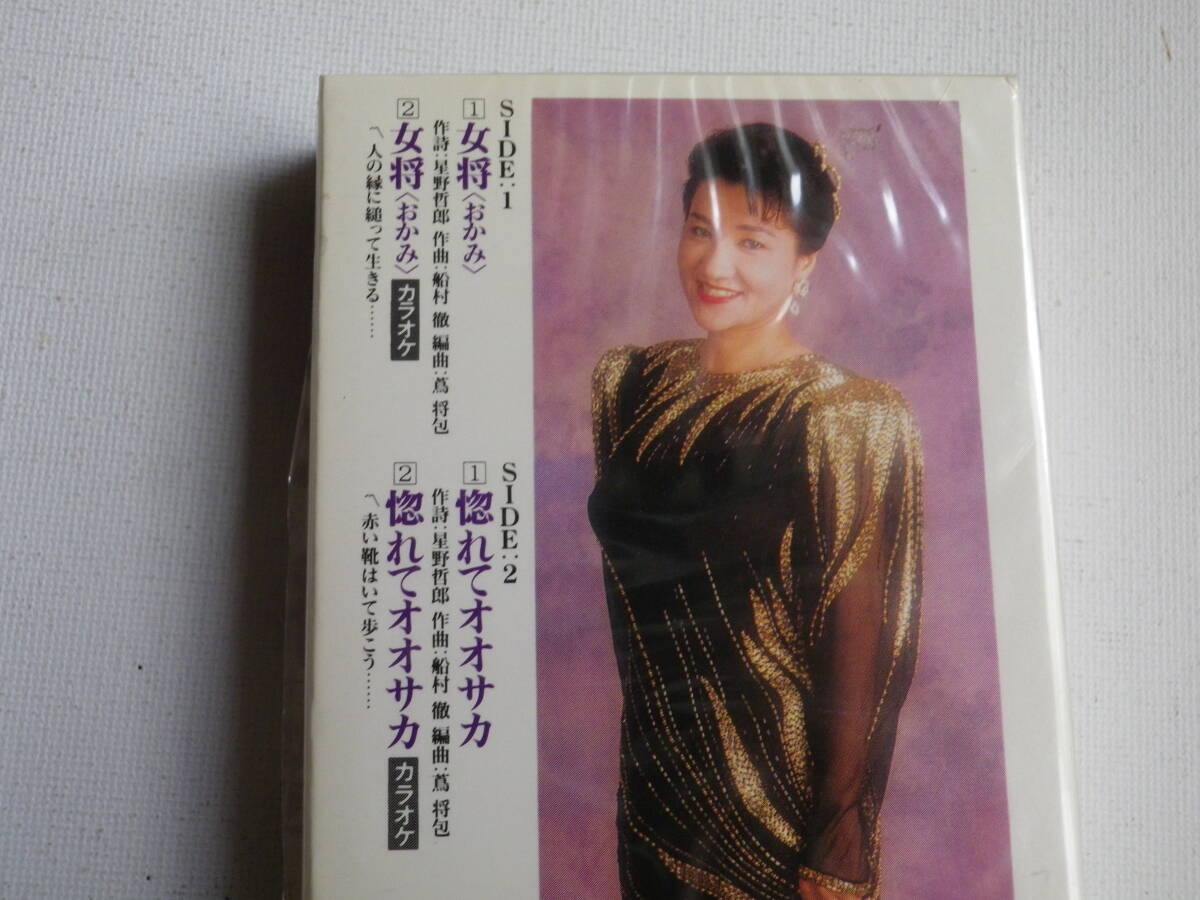 SIDE:1
1 女将〈おかみ〉
作詩:星野哲郎 作曲:船村 徹 編曲:蔦 将包
2 女将〈おかみ〉 カラオケ
〽人の縁に縋って生きる……
SIDE:2
1 惚れてオオサカ
作詩:星野哲郎 作曲:船村 徹 編曲:蔦 将包
2 惚れてオオサカ カラオケ
〽赤い靴はいて歩こう……